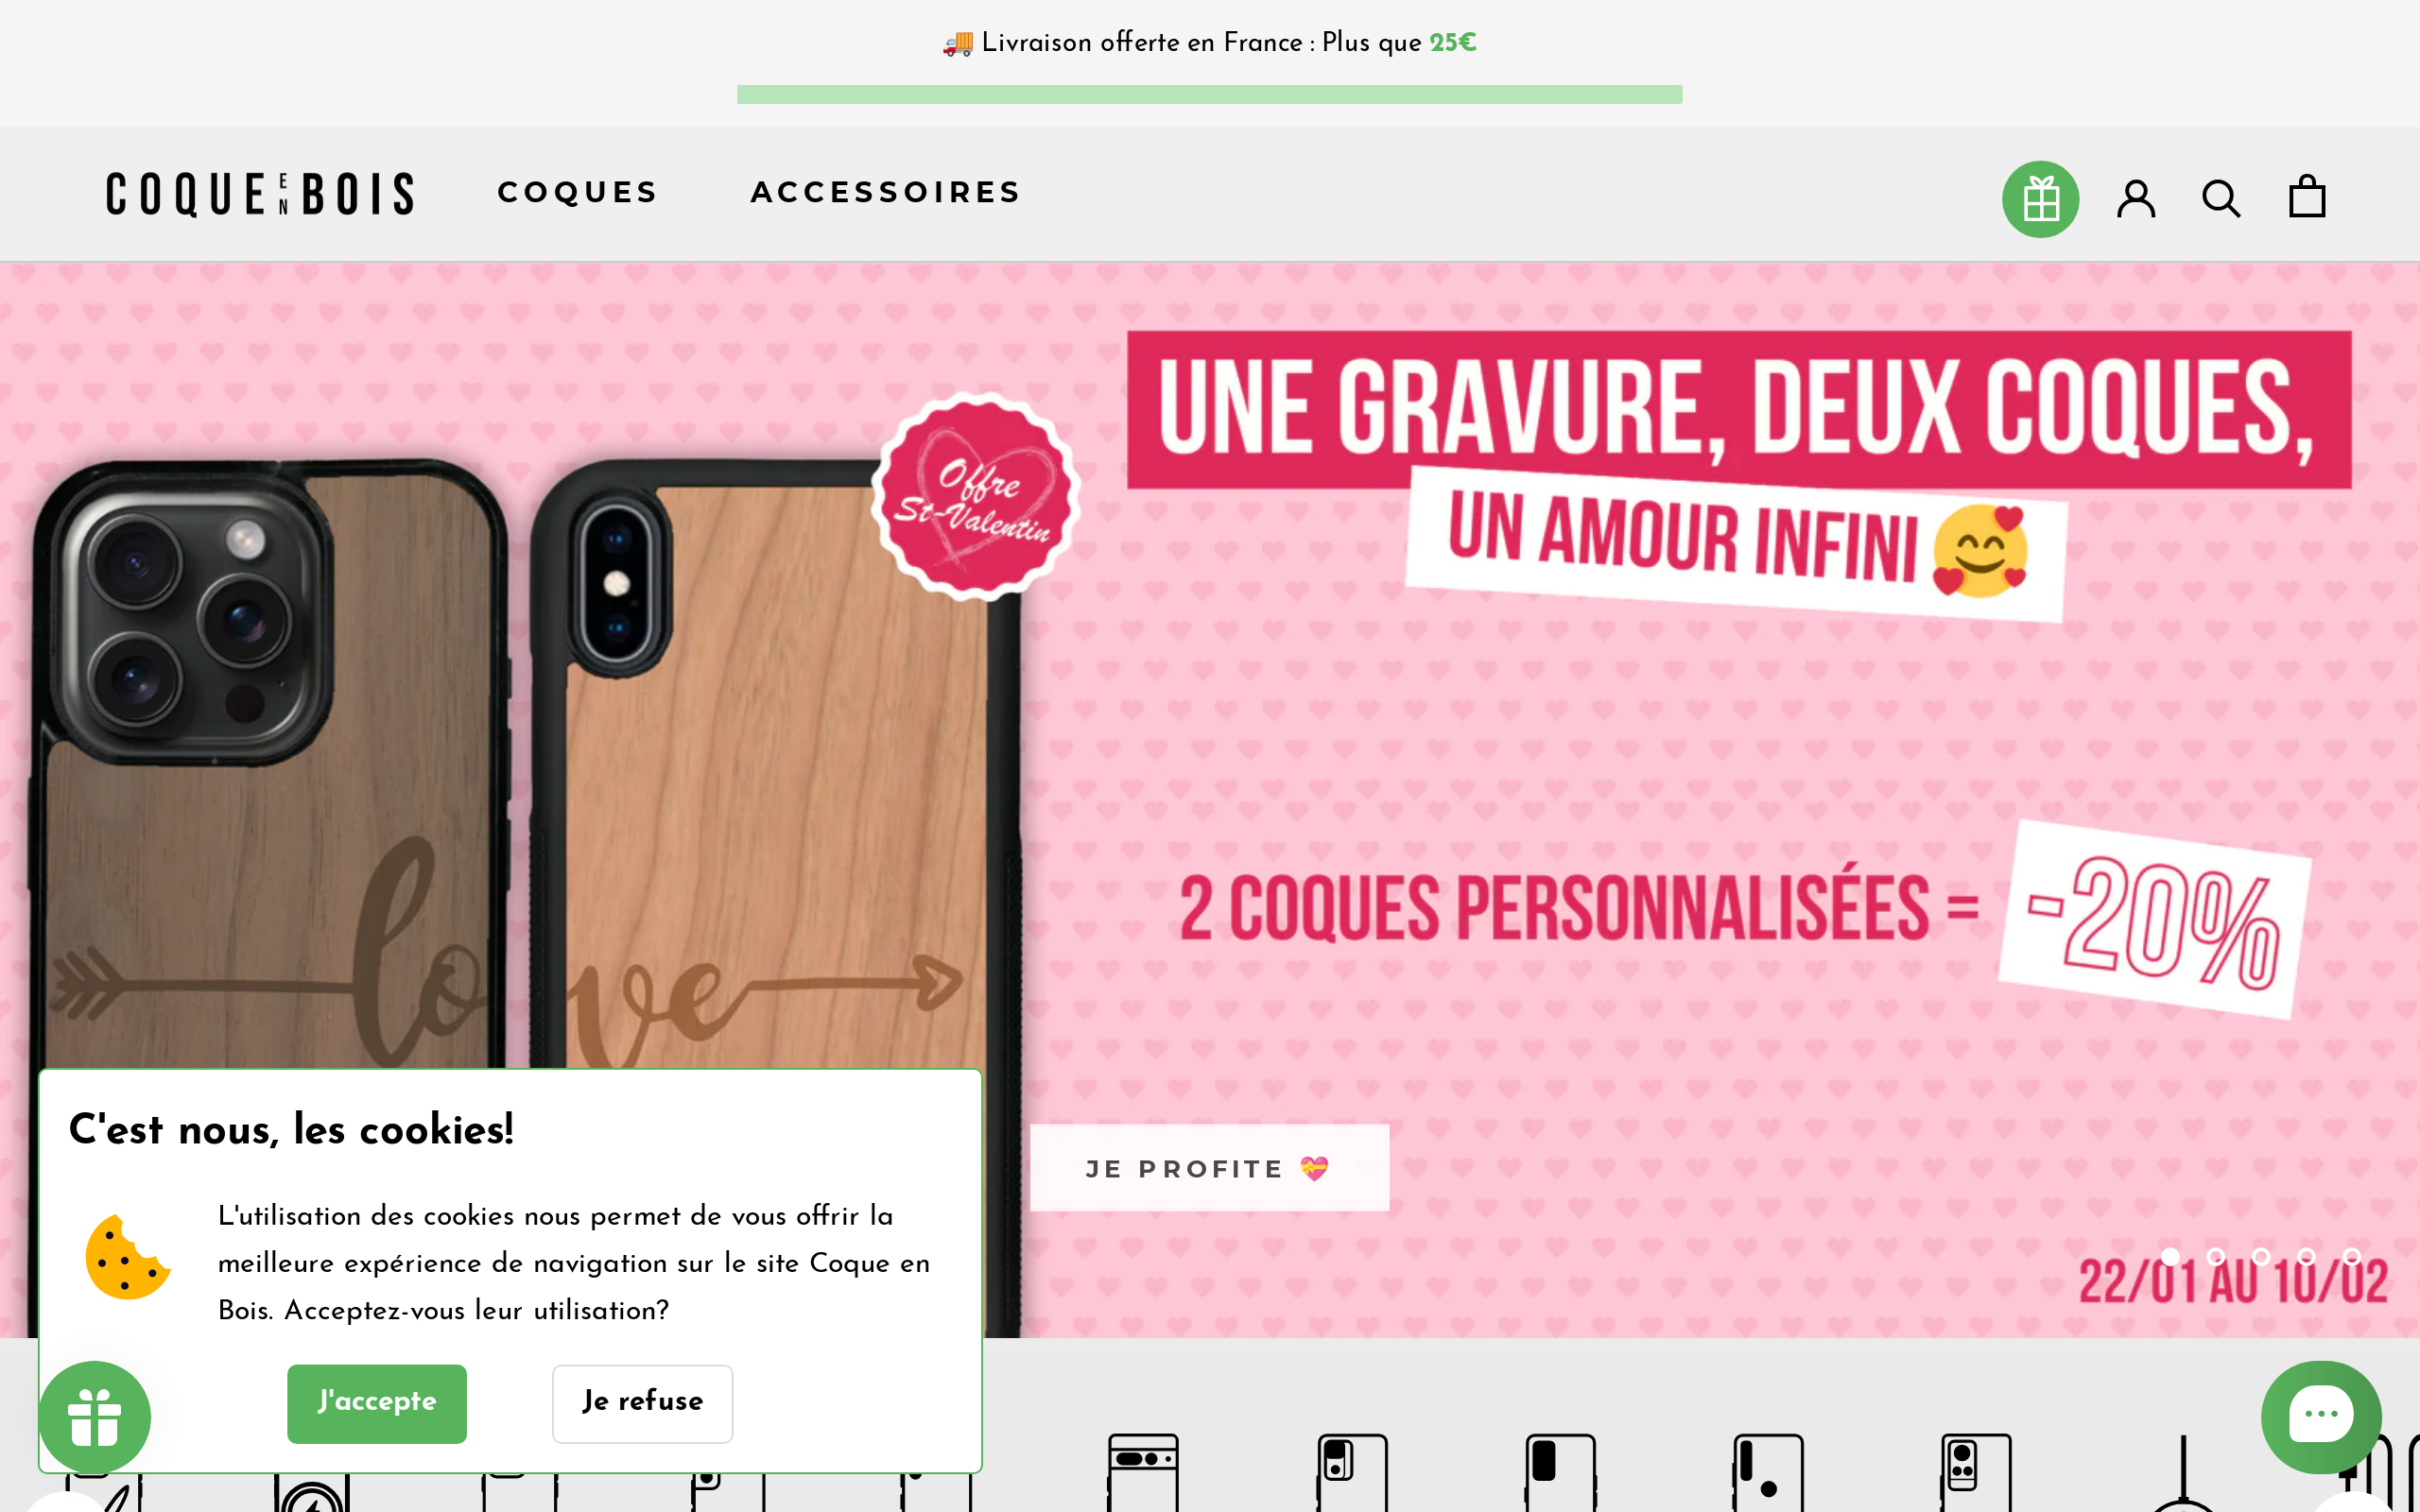 🚚 Livraison offerte en France : Plus que 25€
COQUE EN BOIS
COQUES
ACCESSOIRES
UNE GRAVURE, DEUX COQUES,
UN AMOUR INFINI 🥰
Offre
St-Valentin
love
2 COQUES PERSONNALISÉES = -20%
JE PROFITE 💝
22/01 AU 10/02
C'est nous, les cookies!
L'utilisation des cookies nous permet de vous offrir la
meilleure expérience de navigation sur le site Coque en
Bois. Acceptez-vous leur utilisation?
J'accepte
Je refuse